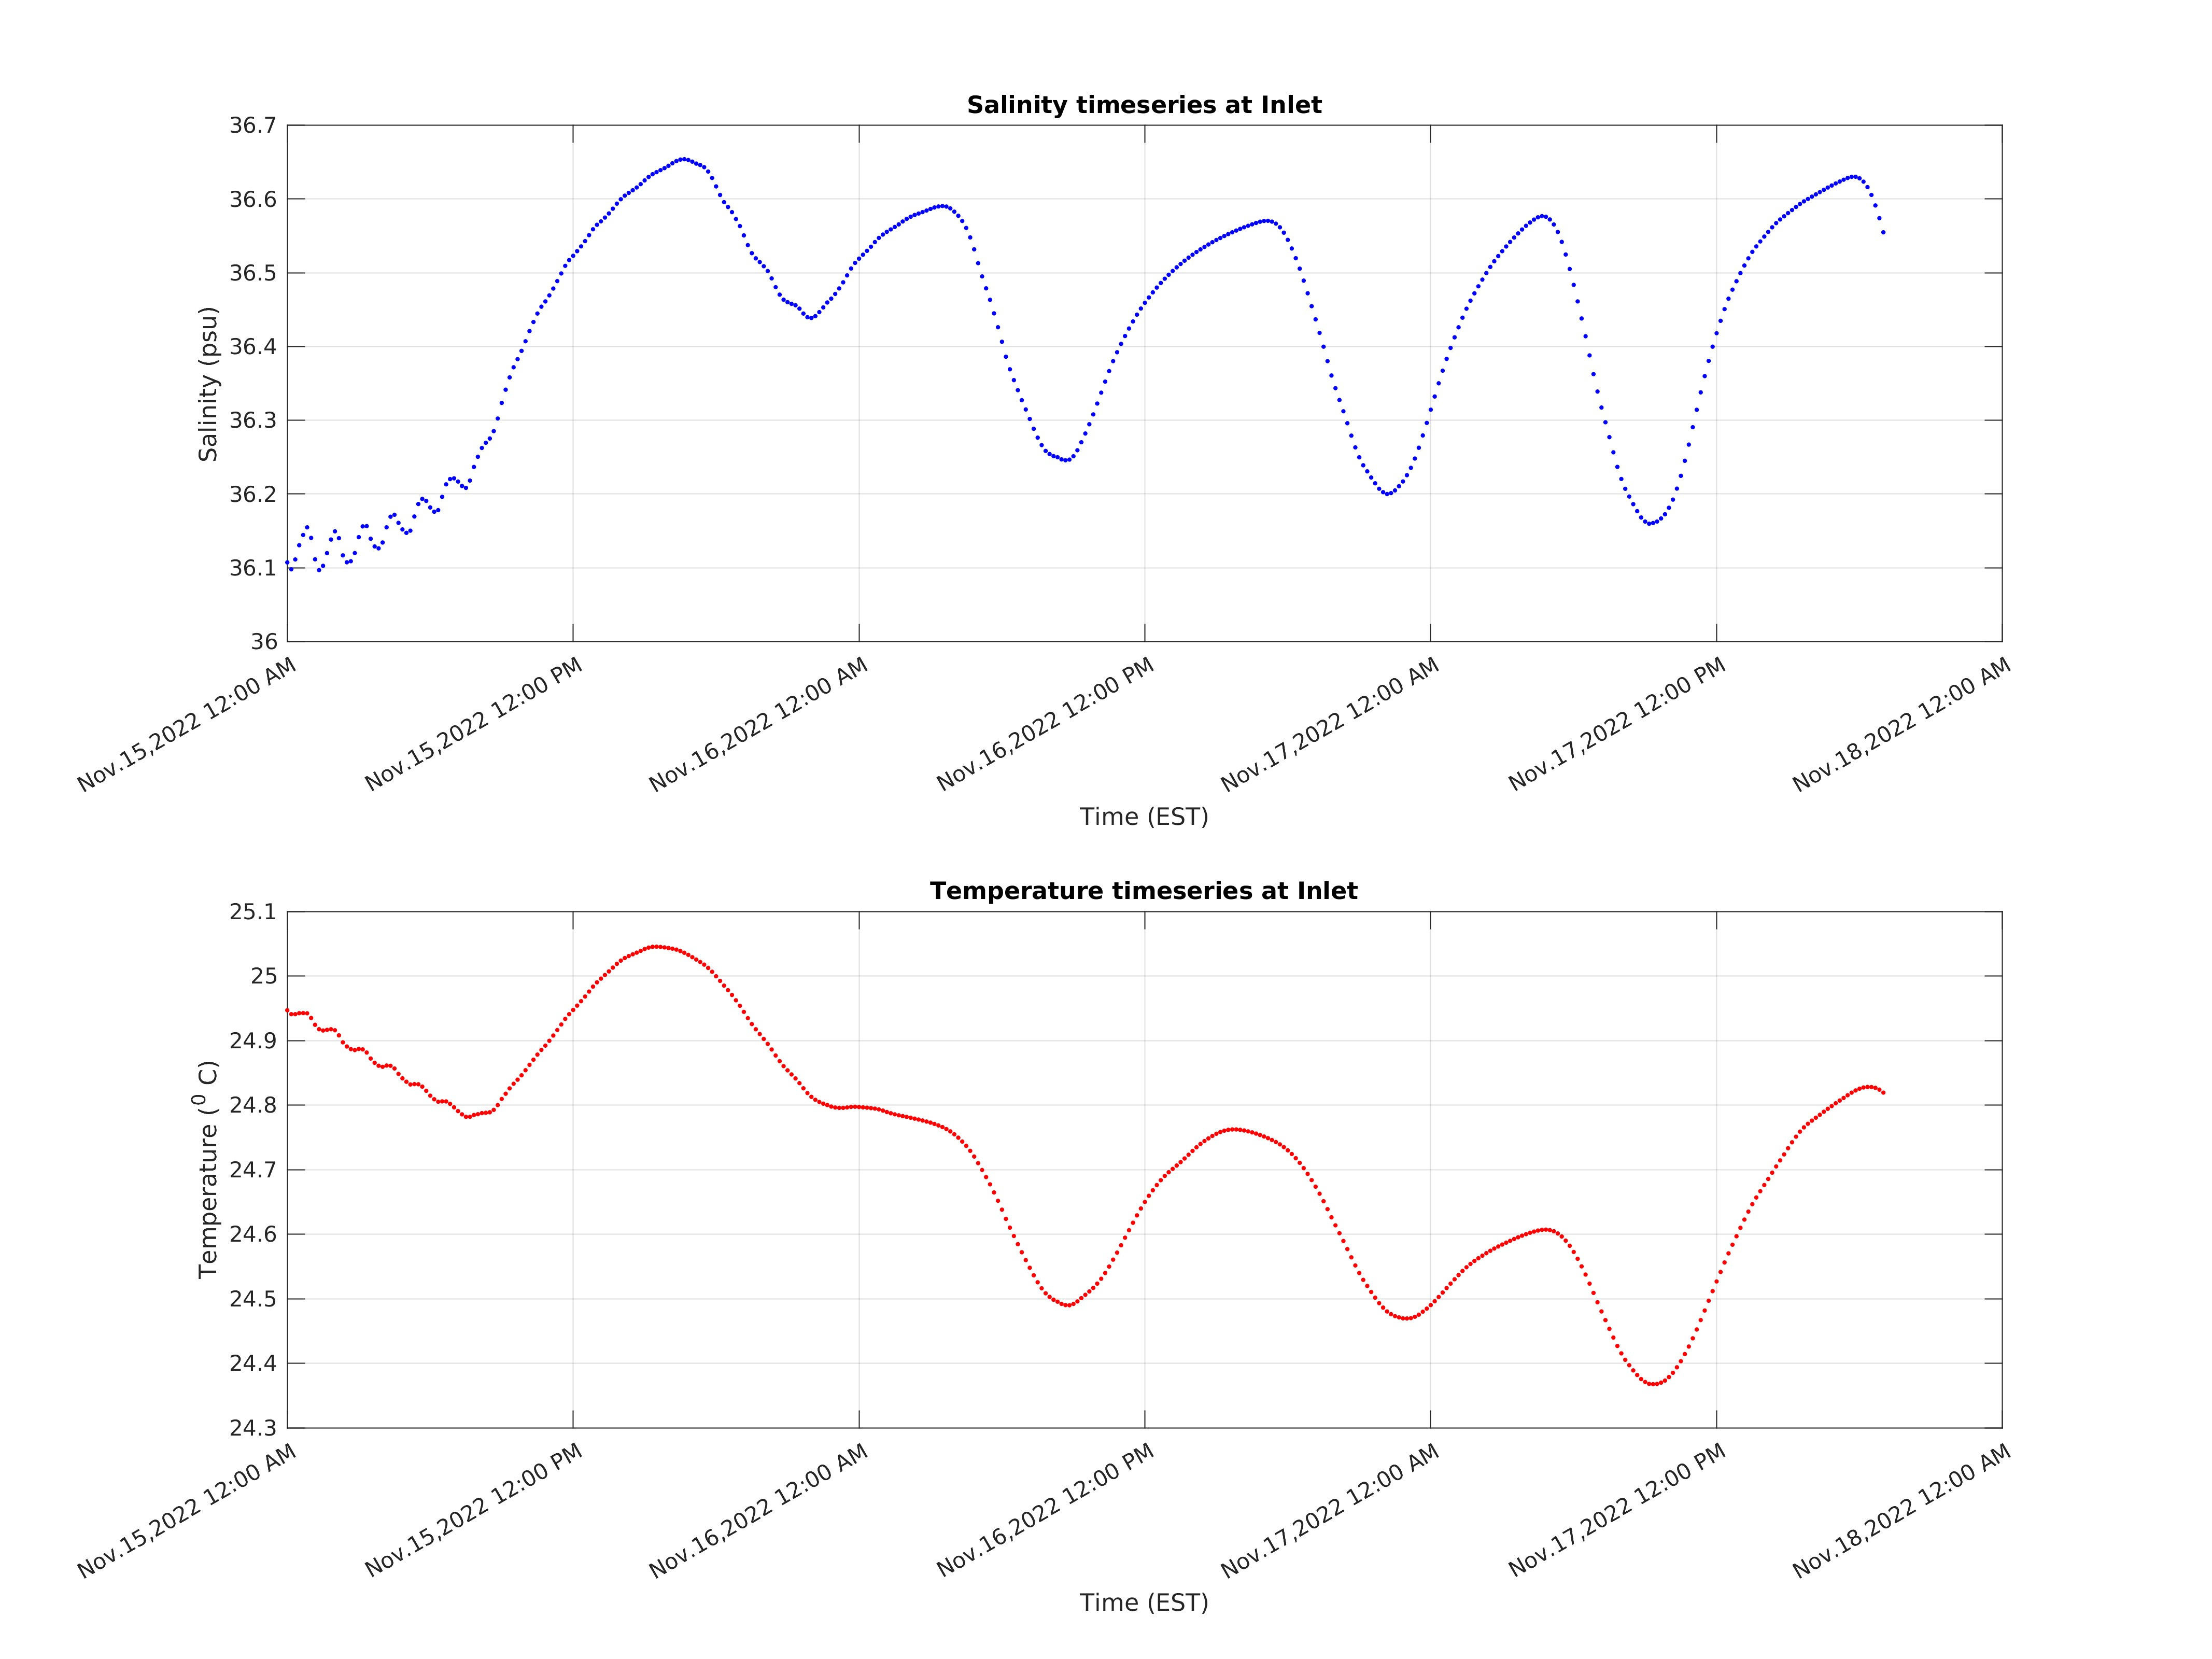 Salinity timeseries at Inlet
36.7
36.6
36.5
36.4
36.3
36.2
36.1
36
Salinity (psu)
Nov.15,2022 12:00 AM
Nov.15,2022 12:00 PM
Nov.16,2022 12:00 AM
Nov.16,2022 12:00 PM
Nov.17,2022 12:00 AM
Nov.17,2022 12:00 PM
Nov.18,2022 12:00 AM
Time (EST)
Temperature timeseries at Inlet
25.1
25
24.9
24.8
24.7
24.6
24.5
24.4
24.3
Temperature (⁰ C)
Nov.15,2022 12:00 AM
Nov.15,2022 12:00 PM
Nov.16,2022 12:00 AM
Nov.16,2022 12:00 PM
Nov.17,2022 12:00 AM
Nov.17,2022 12:00 PM
Nov.18,2022 12:00 AM
Time (EST)